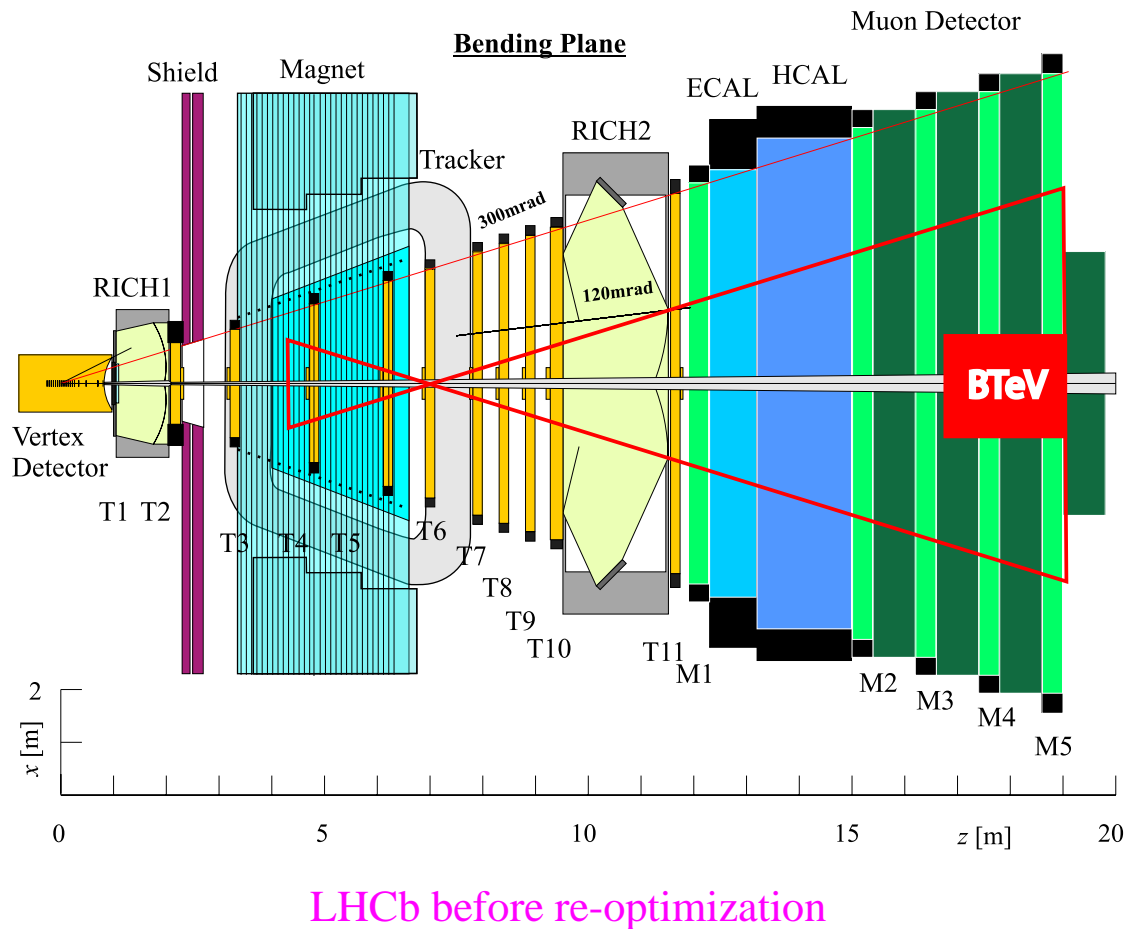 Bending Plane
Muon Detector
Shield
Magnet
ECAL
HCAL
RICH2
Tracker
300mrad
RICH1
120mrad
BTeV
Vertex
Detector
T1
T2
T3
T4
T5
T6
T7
T8
T9
T10
T11
M1
M2
M3
M4
M5
2
x [m]
0
5
10
15
z [m]
20
LHCb before re-optimization